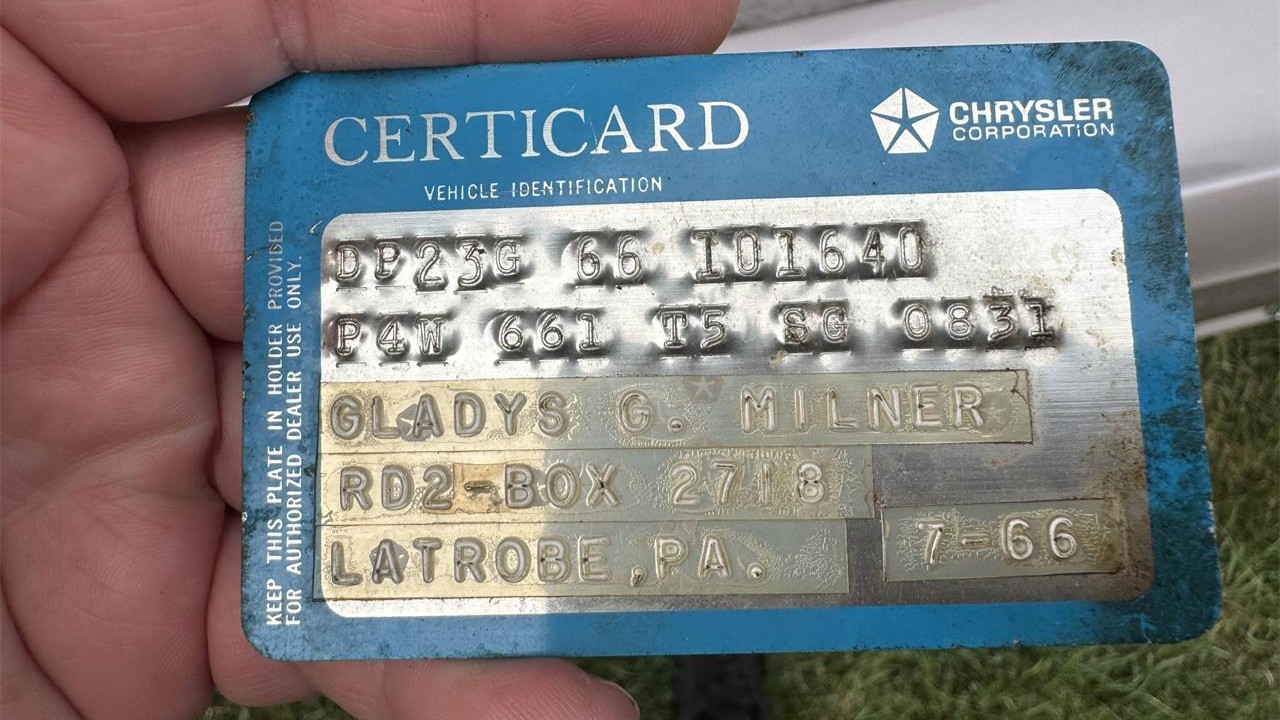 CERTICARD
CHRYSLER
CORPORATION
VEHICLE IDENTIFICATION
KEEP THIS PLATE IN HOLDER PROVIDED
FOR AUTHORIZED DEALER USE ONLY.
DP23G 66 I01640
P4W 661 T5 SG 0831
GLADYS G. MILNER
RD2-BOX 2718
LATROBE,PA.
7-66